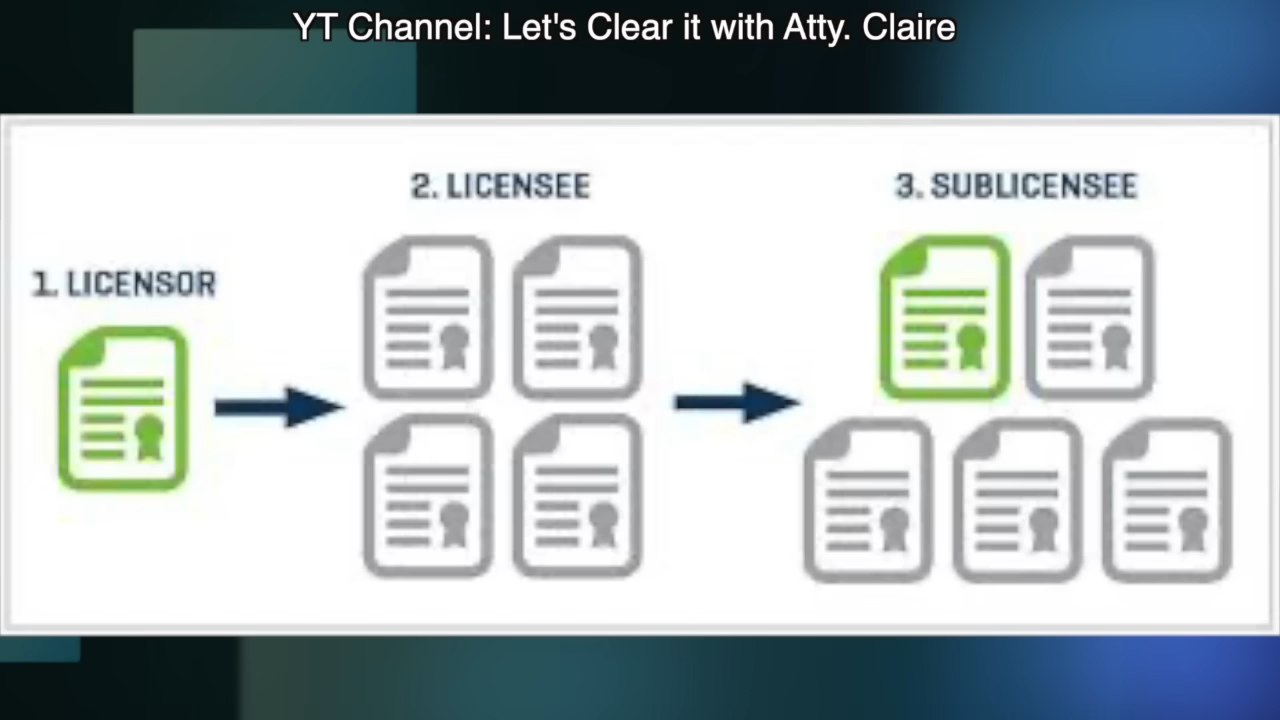 YT Channel: Let's Clear it with Atty. Claire
1. LICENSOR
2. LICENSEE
3. SUBLICENSEE